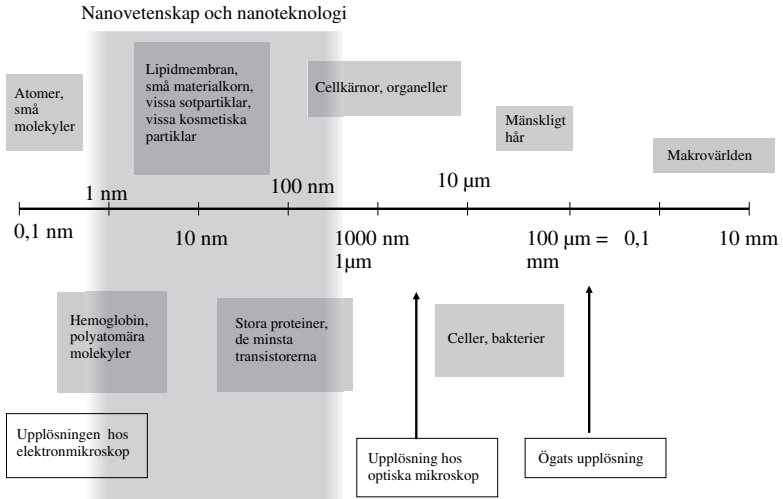 Nanovetenskap och nanoteknologi
Atomer,
små
molekyler
Lipidmembran,
små materialkorn,
vissa sotpartiklar,
vissa kosmetiska
partiklar
Cellkärnor, organeller
Mänskligt
hår
Makrovärlden
1 nm
100 nm
10 µm
0,1 nm
10 nm
1000 nm
1µm
100 µm = 0,1
mm
10 mm
Hemoglobin,
polyatomära
molekyler
Stora proteiner,
de minsta
transistorerna
Celler, bakterier
Upplösningen hos
elektronmikroskop
Upplösning hos
optiska mikroskop
Ögats upplösning